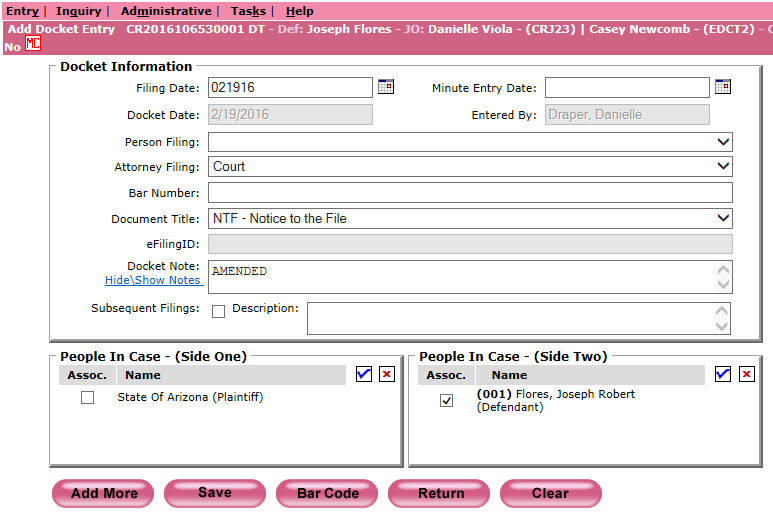 Entry | Inquiry | Administrative | Tasks | Help
Add Docket Entry CR2016106530001 DT - Def: Joseph Flores - JO: Danielle Viola - (CRJ23) | Casey Newcomb - (EDCT2) -
No MC
Docket Information
Filing Date: 021916 Minute Entry Date:
Docket Date: 2/19/2016 Entered By: Draper, Danielle
Person Filing:
Attorney Filing: Court
Bar Number:
Document Title: NTF - Notice to the File
eFilingID:
Docket Note: AMENDED
Hide\Show Notes
Subsequent Filings: Description:
People In Case - (Side One) People In Case - (Side Two)
Assoc. Name Assoc. Name
State Of Arizona (Plaintiff) (001) Flores, Joseph Robert
(Defendant)
Add More Save Bar Code Return Clear